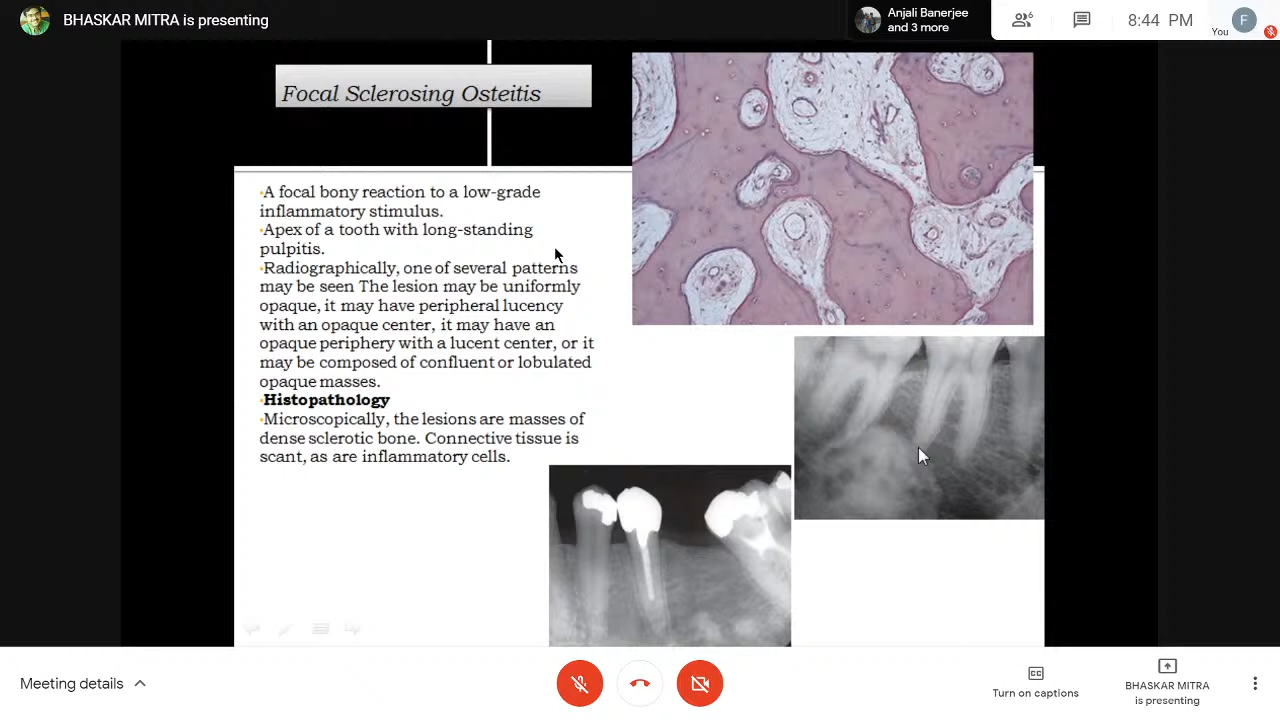 BHASKAR MITRA is presenting
Anjali Banerjee
and 3 more
6
8:44 PM
You
F
Focal Sclerosing Osteitis
•A focal bony reaction to a low-grade
inflammatory stimulus.
•Apex of a tooth with long-standing
pulpitis.
•Radiographically, one of several patterns
may be seen The lesion may be uniformly
opaque, it may have peripheral lucency
with an opaque center, it may have an
opaque periphery with a lucent center, or it
may be composed of confluent or lobulated
opaque masses.
•Histopathology
•Microscopically, the lesions are masses of
dense sclerotic bone. Connective tissue is
scant, as are inflammatory cells.
Meeting details
CC
Turn on captions
BHASKAR MITRA
is presenting